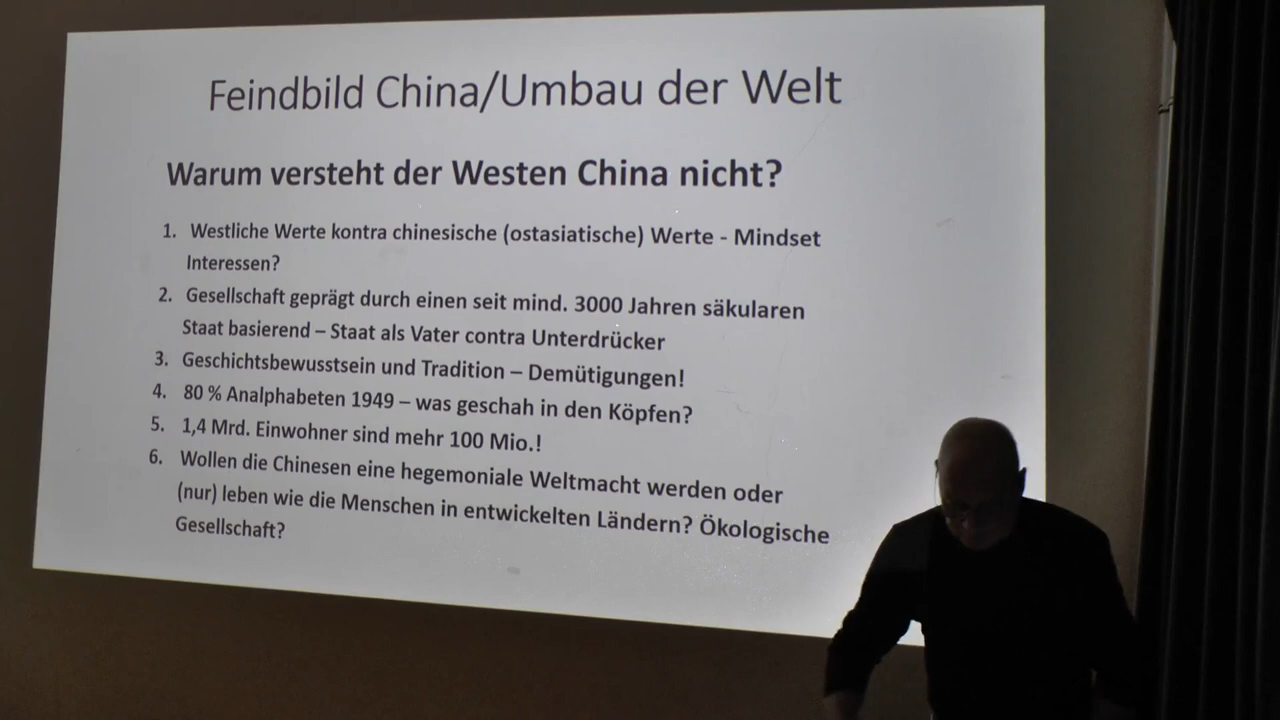 Feindbild China/Umbau der Welt
Warum versteht der Westen China nicht?
1. Westliche Werte kontra chinesische (ostasiatische) Werte - Mindset
Interessen?
2. Gesellschaft geprägt durch einen seit mind. 3000 Jahren säkularen
Staat basierend – Staat als Vater contra Unterdrücker
3. Geschichtsbewusstsein und Tradition – Demütigungen!
4. 80 % Analphabeten 1949 – was geschah in den Köpfen?
5. 1,4 Mrd. Einwohner sind mehr 100 Mio.!
6. Wollen die Chinesen eine hegemoniale Weltmacht werden oder
(nur) leben wie die Menschen in entwickelten Ländern? Ökologische
Gesellschaft?